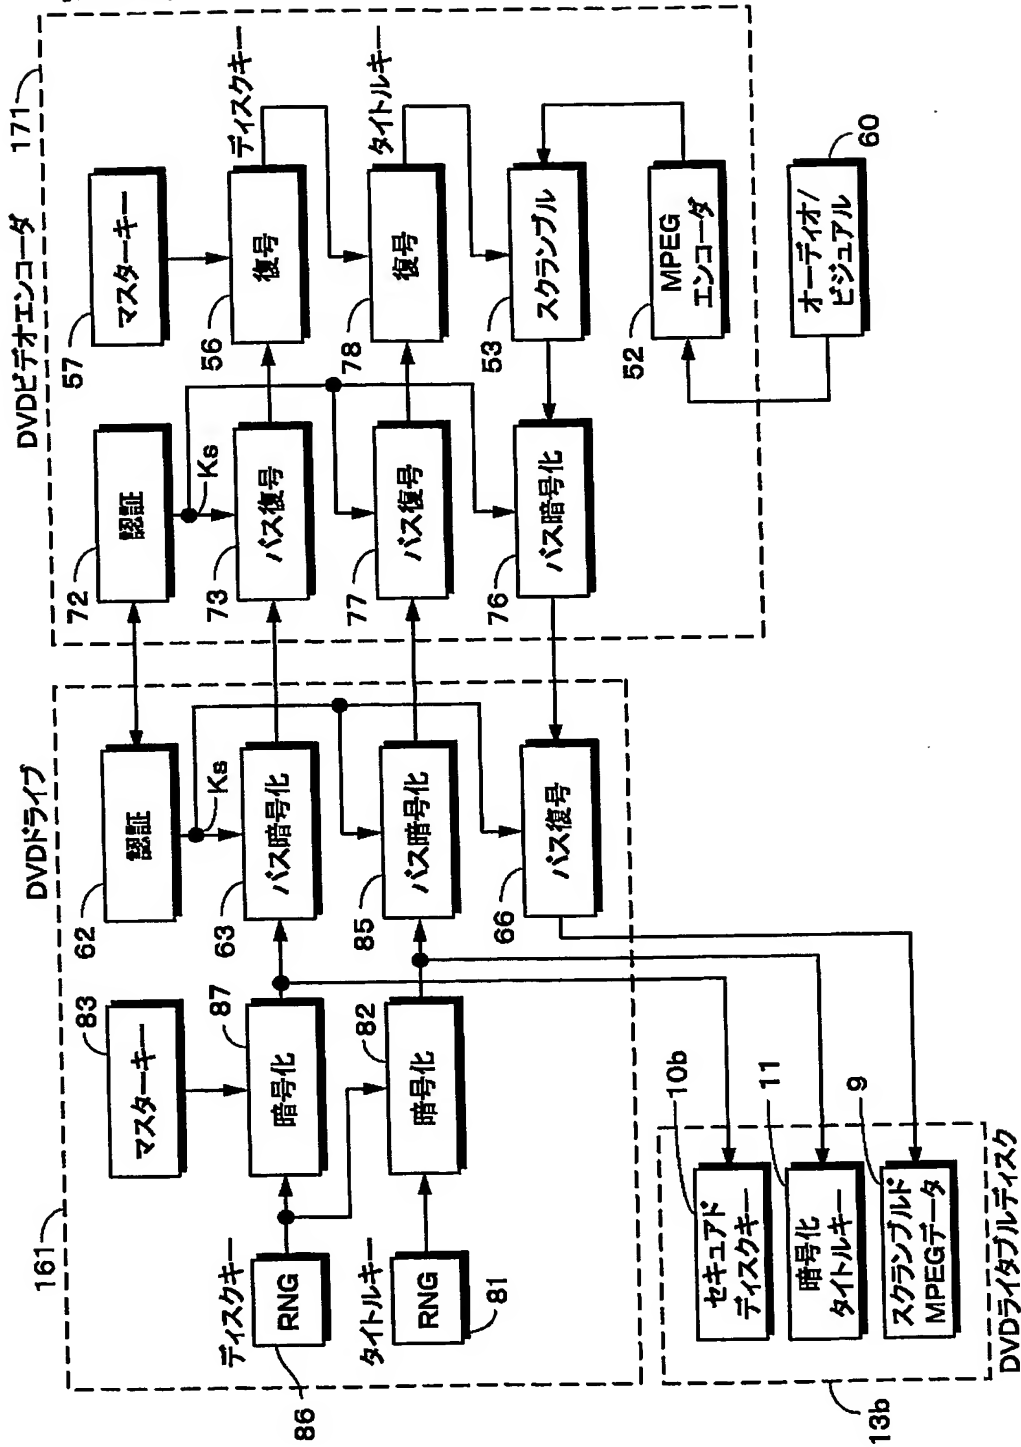 DVDドライブ
161
DVDビデオエンコーダ
171
マスターキー
83
認証
62
認証
72
マスターキー
57
Ks
Ks
ディスクキー
RNG
86
暗号化
87
バス暗号化
63
バス復号
73
復号
56
ディスクキー
タイトルキー
RNG
81
暗号化
82
バス暗号化
85
バス復号
77
復号
78
タイトルキー
バス復号
66
バス暗号化
76
スクランブル
53
MPEG
エンコーダ
52
オーディオ/
ビジュアル
60
セキュアド
ディスクキー
10b
暗号化
タイトルキー
11
スクランブルド
MPEGデータ
9
DVDライタブルディスク
13b